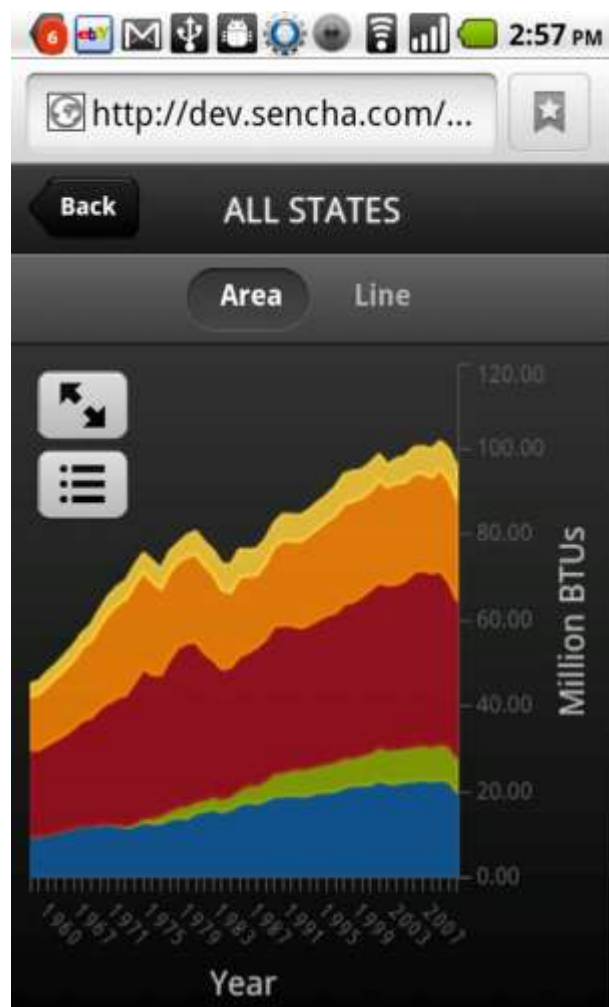 6 ebY 2:57 PM
http://dev.sencha.com/...
Back ALL STATES
Area Line
120.00
100.00
80.00
60.00
40.00
20.00
0.00
Million BTUs
1960 1967 1971 1975 1979 1983 1987 1991 1995 1999 2003 2007
Year